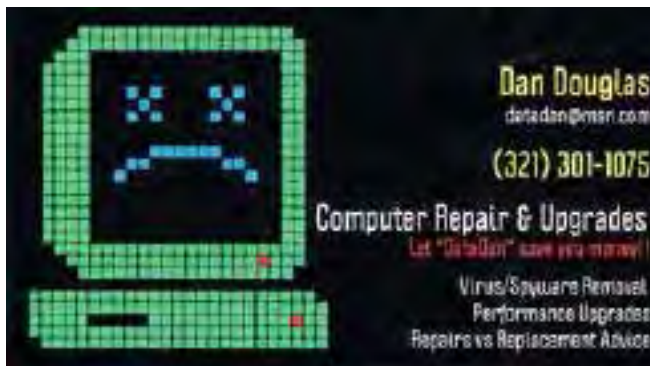 Dan Douglas
datadan@msn.com
(321) 301-1075
Computer Repair & Upgrades
Let "DataDan" save you money!!
Virus/Spyware Removal
Performance Upgrades
Repairs vs Replacement Advice